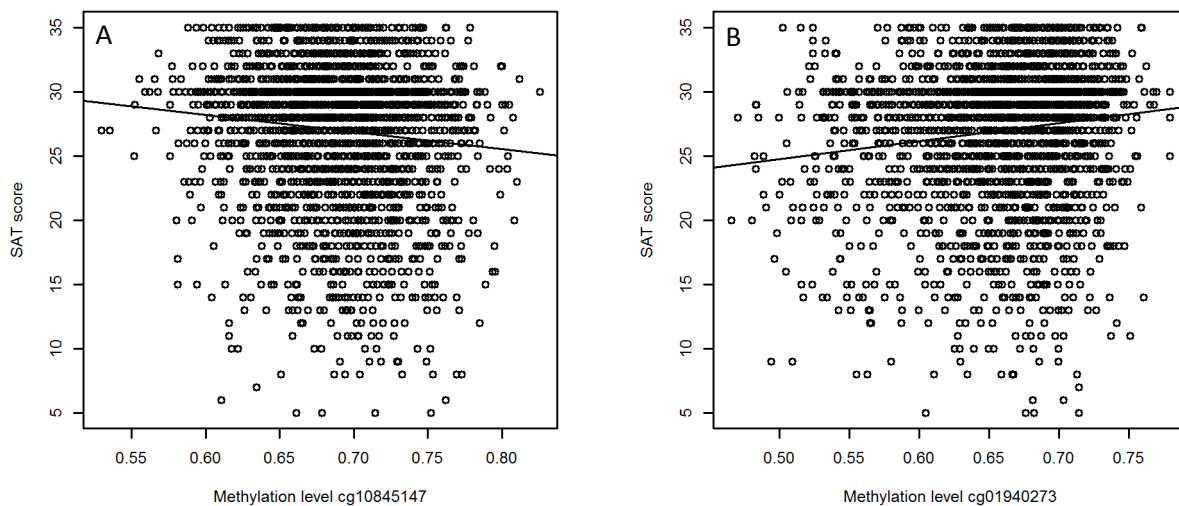 A
SAT score
35
30
25
20
15
10
5
0.55 0.60 0.65 0.70 0.75 0.80
Methylation level cg10845147
B
SAT score
35
30
25
20
15
10
5
0.50 0.55 0.60 0.65 0.70 0.75
Methylation level cg01940273